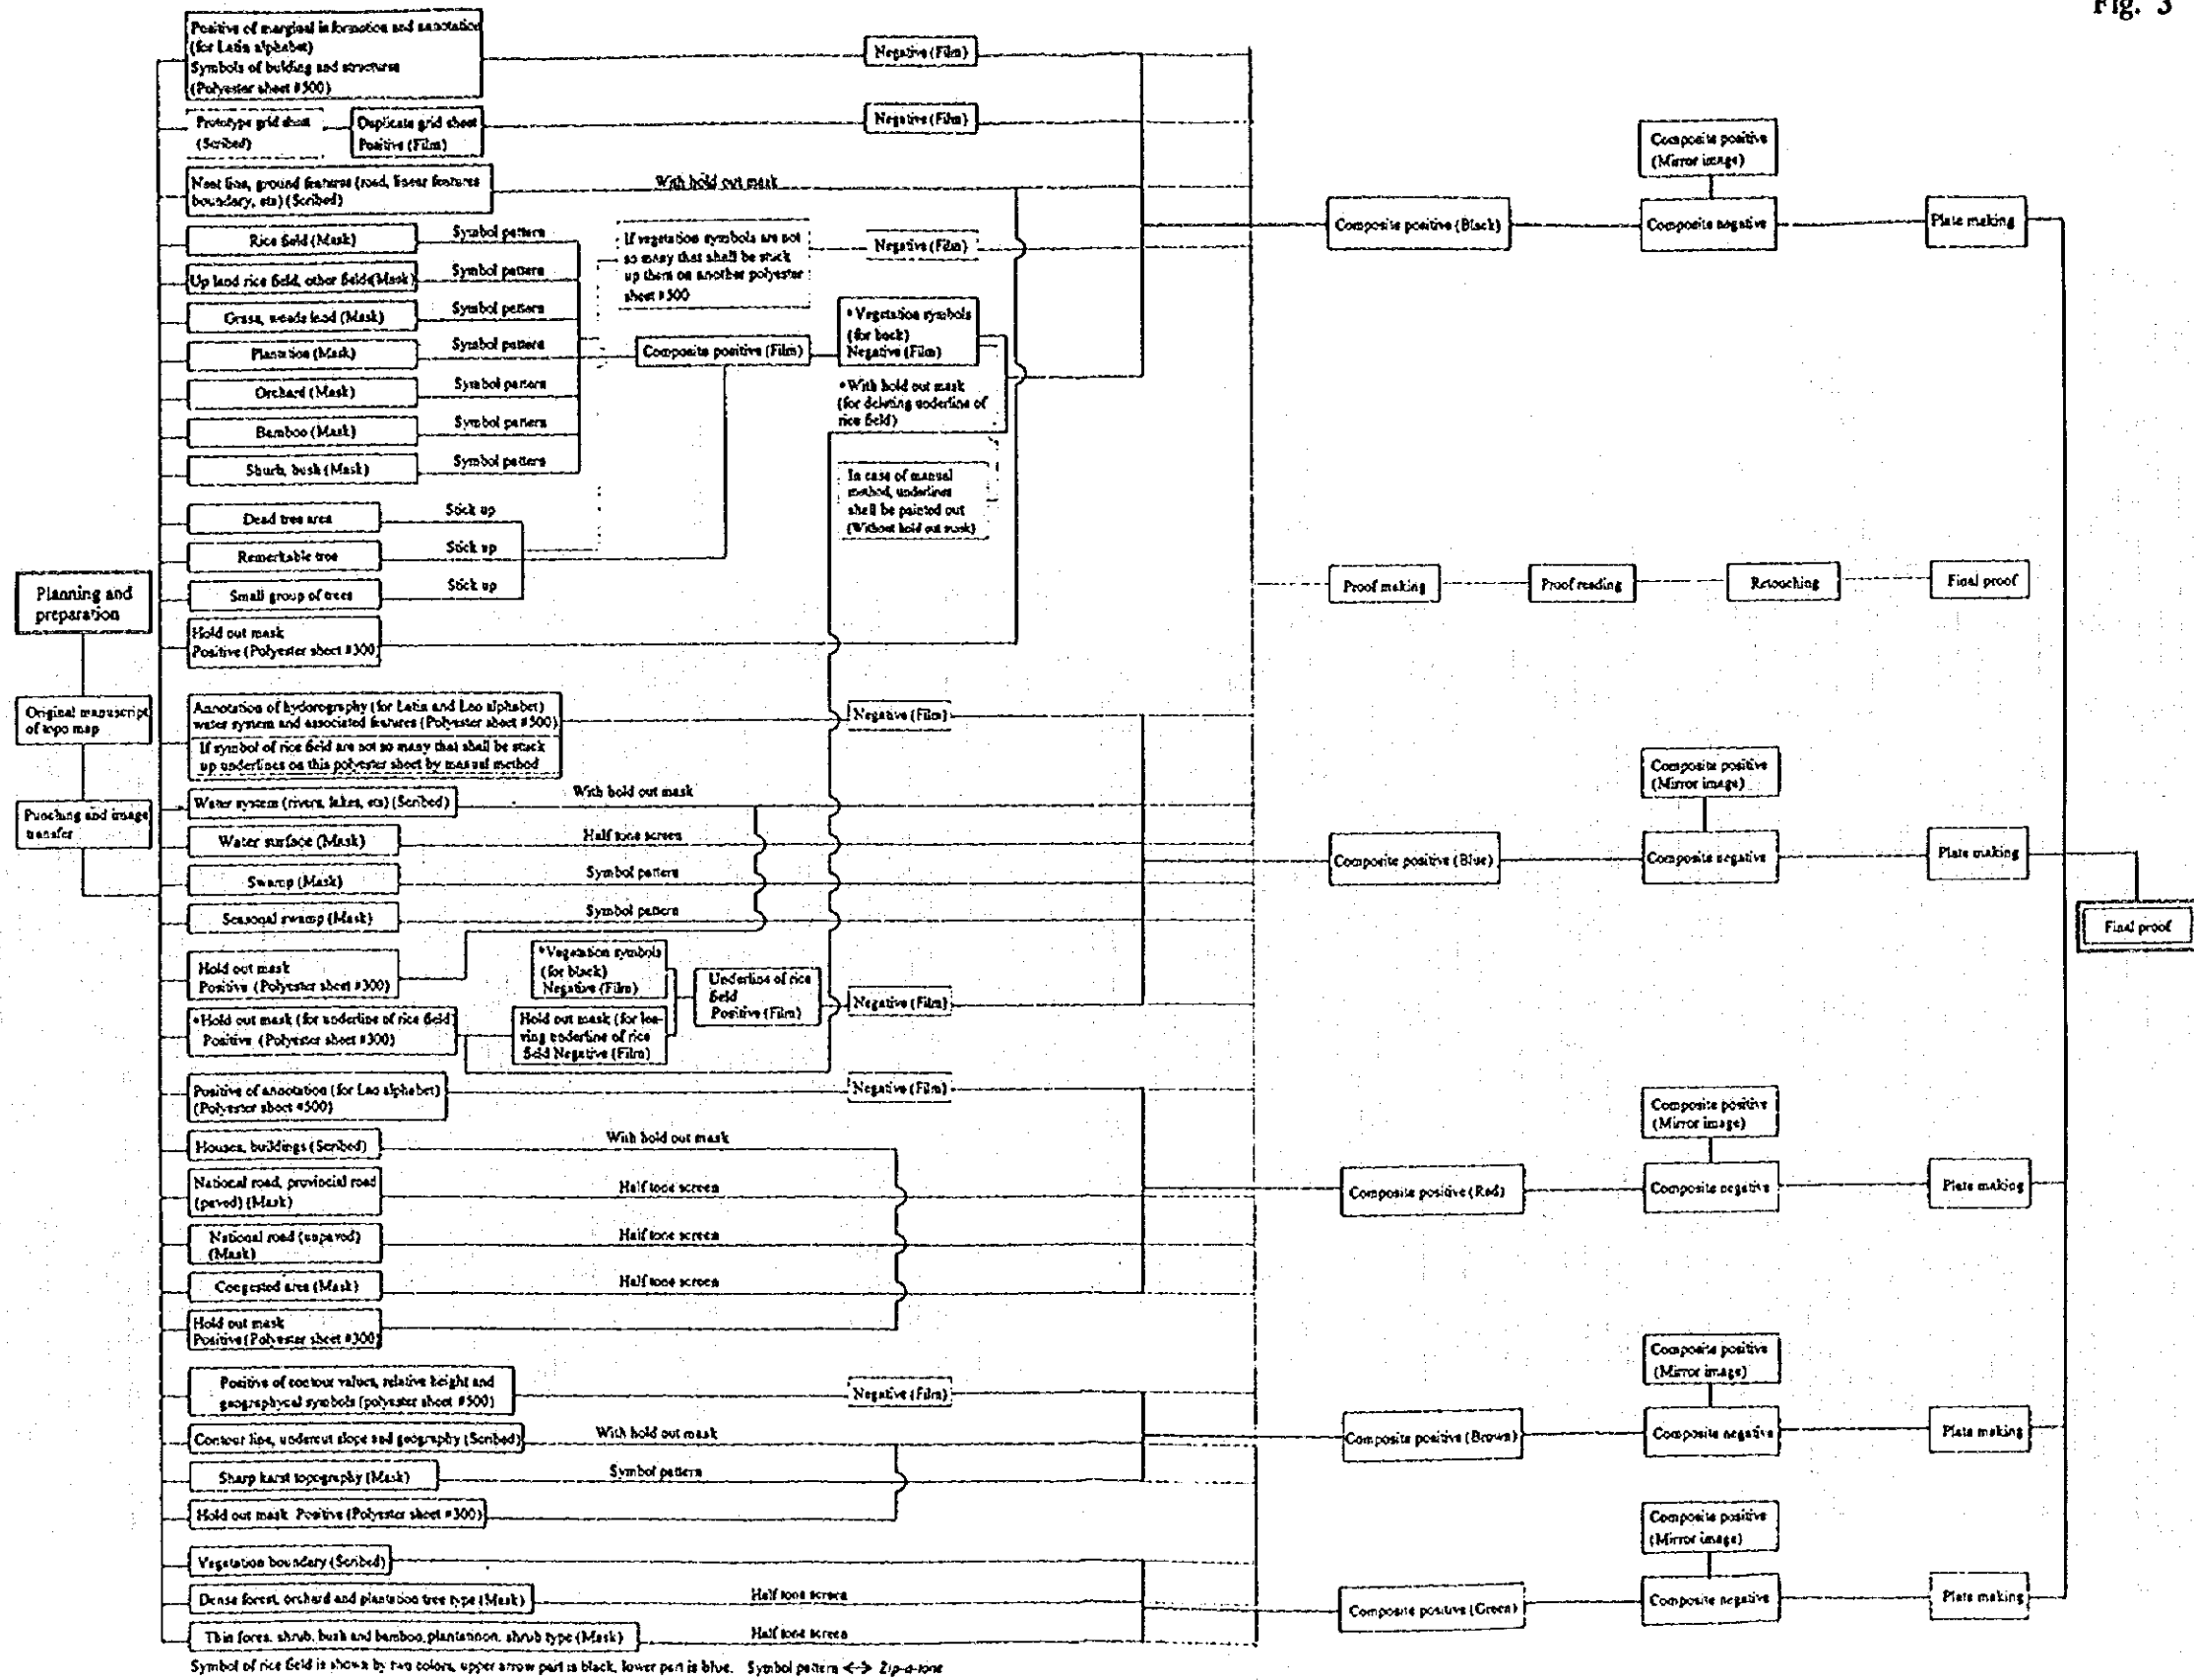 Fig. 3
Positive of marginal information and annotation
(for Latin alphabet)
Symbols of bulding and structures
(Polyester sheet #500)
Negative (Film)
Prototype grid sheet
(Scribed)
Duplicate grid sheet
Positive (Film)
Negative (Film)
Neat line, ground features (road, linear features
boundary, ets) (Scribed)
With hold out mask
Rice field (Mask)
Symbol pattern
Up land rice field, other field (Mask)
Symbol pattern
Grass, weeds land (Mask)
Symbol pattern
Plantation (Mask)
Symbol pattern
Orchard (Mask)
Symbol pattern
Bamboo (Mask)
Symbol pattern
Shurb, bush (Mask)
Symbol pattern
If vegetation symbols are not
so many that shall be stuck
up them on another polyester
sheet #500
Negative (Film)
Composite positive (Film)
* Vegetation symbols
(for back)
Negative (Film)
* With hold out mask
(for deleting underline of
rice field)
In case of manual
method, underlines
shall be painted out
(Without hold out mask)
Dead tree area
Stick up
Remerkable tree
Stick up
Small group of trees
Stick up
Hold out mask
Positive (Polyester sheet #300)
Planning and
preparation
Original manuscript
of topo map
Punching and image
transfer
Annotation of hydorography (for Latin and Leo alphabet)
water system and associated features (Polyester sheet #500)
If symbol of rice field are not so many that shall be stuck
up underlines on this polyester sheet by manual method
Negative (Film)
Water system (rivers, lakes, ets) (Scribed)
With hold out mask
Water surface (Mask)
Half tone screen
Swamp (Mask)
Symbol pattern
Seasonal swamp (Mask)
Symbol pattern
Hold out mask
Positive (Polyester sheet #300)
* Vegetation symbols
(for black)
Negative (Film)
* Hold out mask (for underline of rice field)
Positive (Polyester sheet #300)
Hold out mask (for lea-
ving underline of rice
field Negative (Film)
Underline of rice
field
Positive (Film)
Negative (Film)
Positive of annotation (for Lao alphabet)
(Polyester sheet #500)
Negative (Film)
Houses, buildings (Scribed)
With hold out mask
National road, provincial road
(paved) (Mask)
Half tone screen
National road (unpaved)
(Mask)
Half tone screen
Congested area (Mask)
Half tone screen
Hold out mask
Positive (Polyester sheet #300)
Positive of contour values, relative height and
geographycal symbols (polyester sheet #500)
Negative (Film)
Contour line, undercut slope and geography (Scribed)
With hold out mask
Sharp karst topography (Mask)
Symbol pattern
Hold out mask Positive (Polyester sheet #300)
Vegetation boundary (Scribed)
Dense forest, orchard and plantation tree type (Mask)
Half tone screen
Thin fores, shrub, bush and bamboo, plantatinon, shrub type (Mask)
Half tone screen
Composite positive
(Mirror image)
Composite positive (Black)
Composite negative
Plate making
Proof making
Proof reading
Retouching
Final proof
Composite positive
(Mirror image)
Composite positive (Blue)
Composite negative
Plate making
Final proof
Composite positive
(Mirror image)
Composite positive (Red)
Composite negative
Plate making
Composite positive
(Mirror image)
Composite positive (Brown)
Composite negative
Plate making
Composite positive
(Mirror image)
Composite positive (Green)
Composite negative
Plate making
Symbol of rice field is shown by two colors, upper arrow part is black, lower part is blue. Symbol pattern <-> Zip-a-tone